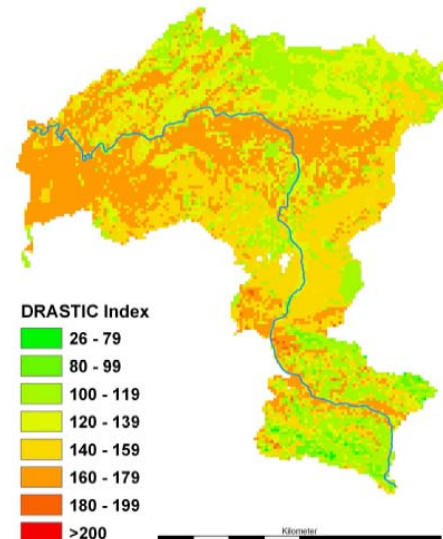 DRASTIC Index
26 - 79
80 - 99
100 - 119
120 - 139
140 - 159
160 - 179
180 - 199
>200
Kilometer